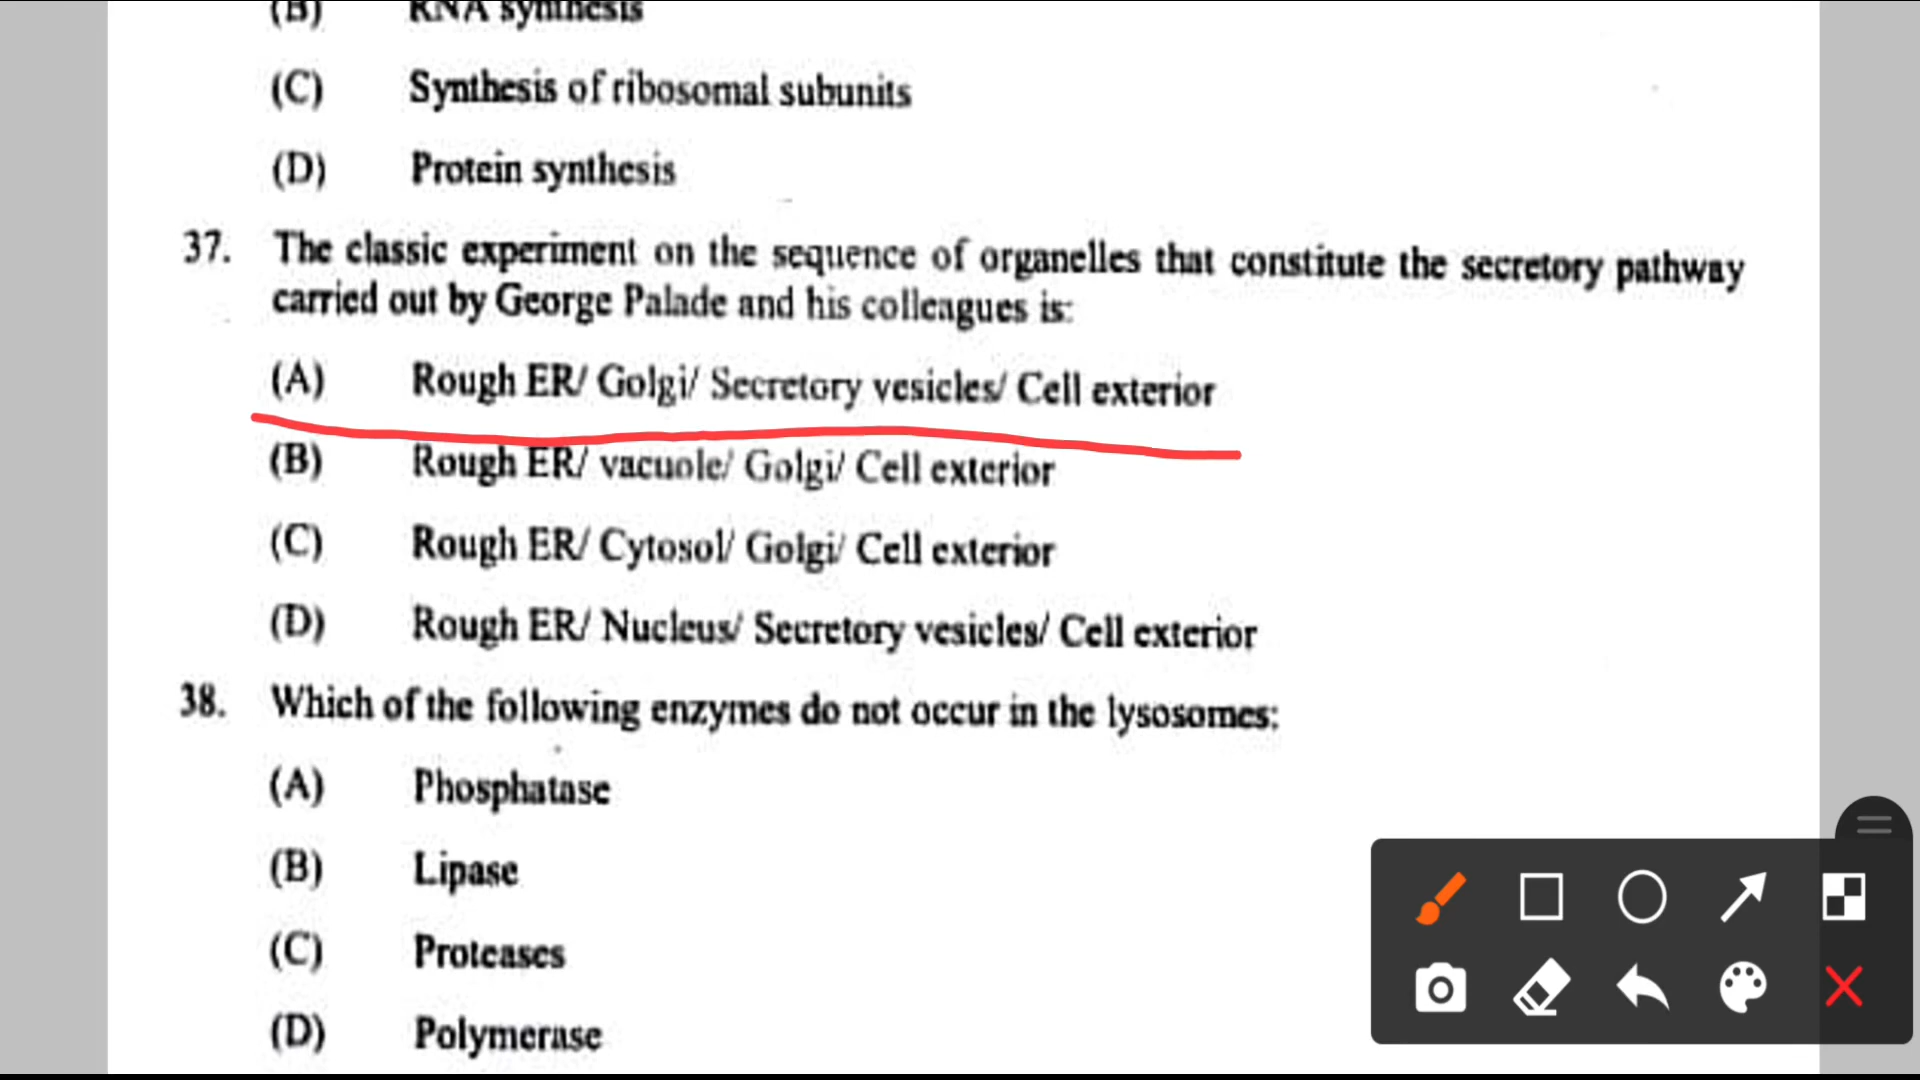 (B) RNA synthesis
(C) Synthesis of ribosomal subunits
(D) Protein synthesis
37. The classic experiment on the sequence of organelles that constitute the secretory pathway
carried out by George Palade and his colleagues is:
(A) Rough ER/ Golgi/ Secretory vesicles/ Cell exterior
(B) Rough ER/ vacuole/ Golgi/ Cell exterior
(C) Rough ER/ Cytosol/ Golgi/ Cell exterior
(D) Rough ER/ Nucleus/ Secretory vesicles/ Cell exterior
38. Which of the following enzymes do not occur in the lysosomes:
(A) Phosphatase
(B) Lipase
(C) Proteases
(D) Polymerase